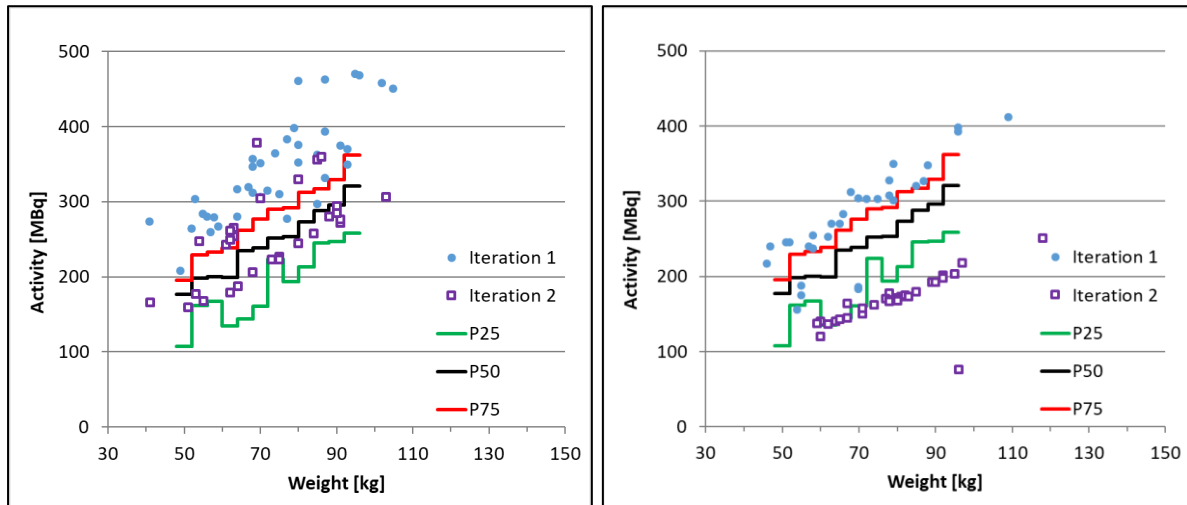 500
400
300
200
100
0
Activity [MBq]
30
50
70
90
110
130
150
Weight [kg]
Iteration 1
Iteration 2
P25
P50
P75
500
400
300
200
100
0
Activity [MBq]
30
50
70
90
110
130
150
Weight [kg]
Iteration 1
Iteration 2
P25
P50
P75